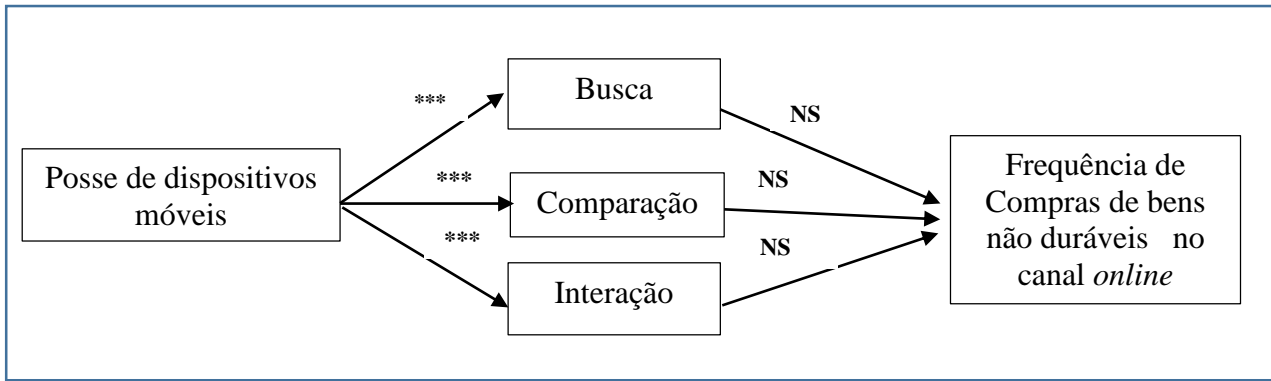 Posse de dispositivos
móveis
***
***
***
Busca
Comparação
Interação
NS
NS
NS
Frequência de
Compras de bens
não duráveis no
canal online